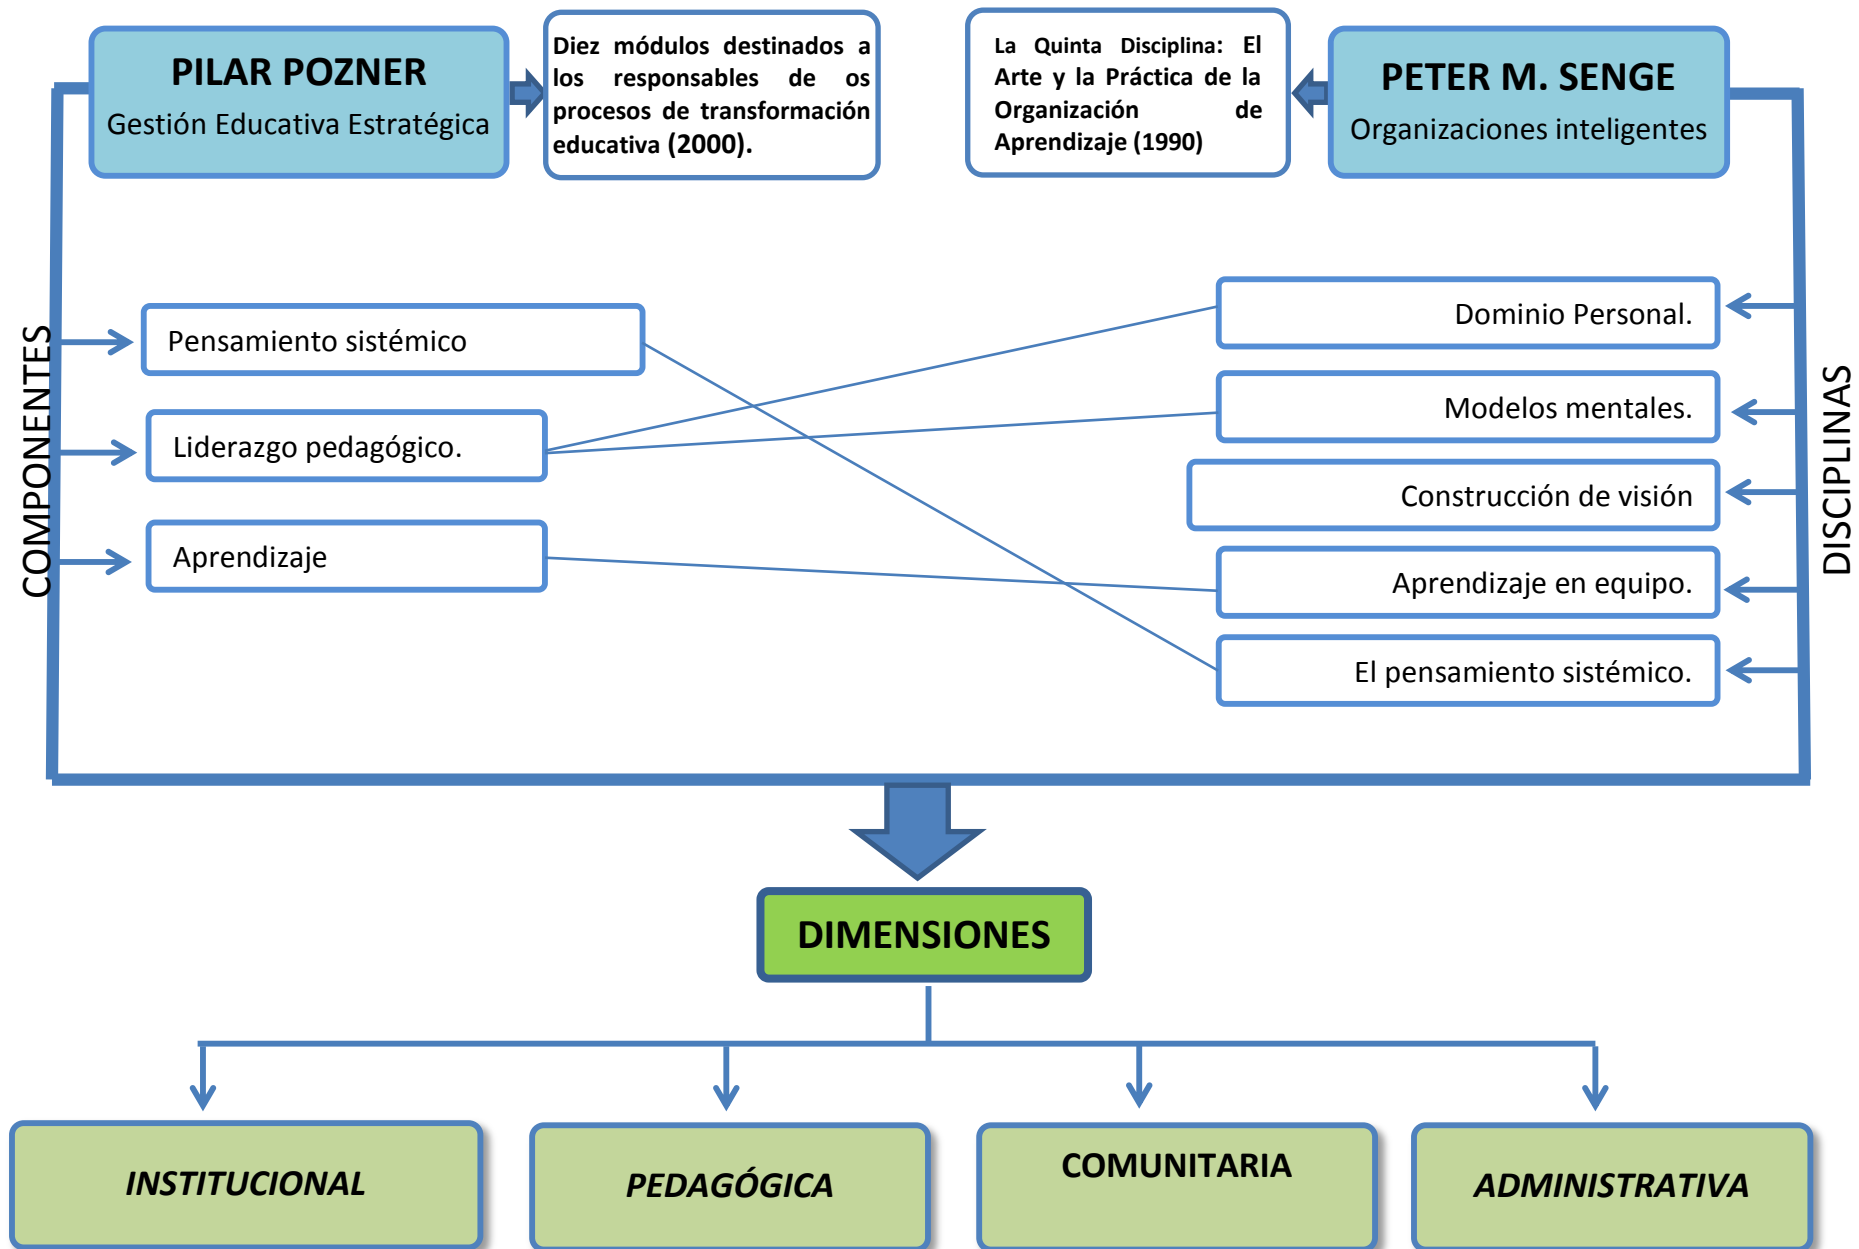 PILAR POZNER
Gestión Educativa Estratégica
Diez módulos destinados a
los responsables de os
procesos de transformación
educativa (2000).
La Quinta Disciplina: El
Arte y la Práctica de la
Organización de
Aprendizaje (1990)
PETER M. SENGE
Organizaciones inteligentes
COMPONENTES
Pensamiento sistémico
Liderazgo pedagógico.
Aprendizaje
Dominio Personal.
Modelos mentales.
Construcción de visión
Aprendizaje en equipo.
El pensamiento sistémico.
DISCIPLINAS
DIMENSIONES
INSTITUCIONAL
PEDAGÓGICA
COMUNITARIA
ADMINISTRATIVA